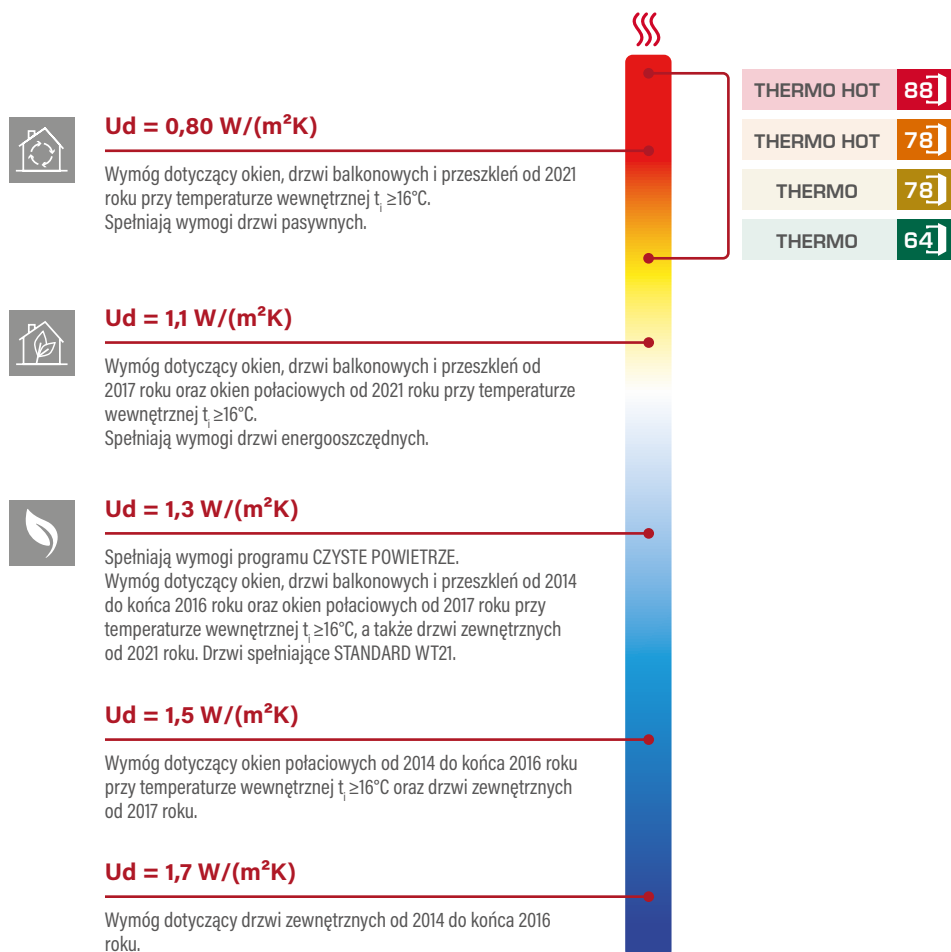 Ud = 0,80 W/(m²K)
Wymóg dotyczący okien, drzwi balkonowych i przeszkleń od 2021
roku przy temperaturze wewnętrznej tᵢ ≥16°C.
Spełniają wymogi drzwi pasywnych.
THERMO HOT 88
THERMO HOT 78
THERMO 78
THERMO 64
Ud = 1,1 W/(m²K)
Wymóg dotyczący okien, drzwi balkonowych i przeszkleń od
2017 roku oraz okien połaciowych od 2021 roku przy temperaturze
wewnętrznej tᵢ ≥16°C.
Spełniają wymogi drzwi energooszczędnych.
Ud = 1,3 W/(m²K)
Spełniają wymogi programu CZYSTE POWIETRZE.
Wymóg dotyczący okien, drzwi balkonowych i przeszkleń od 2014
do końca 2016 roku oraz okien połaciowych od 2017 roku przy
temperaturze wewnętrznej tᵢ ≥16°C, a także drzwi zewnętrznych
od 2021 roku. Drzwi spełniające STANDARD WT21.
Ud = 1,5 W/(m²K)
Wymóg dotyczący okien połaciowych od 2014 do końca 2016 roku
przy temperaturze wewnętrznej tᵢ ≥16°C oraz drzwi zewnętrznych
od 2017 roku.
Ud = 1,7 W/(m²K)
Wymóg dotyczący drzwi zewnętrznych od 2014 do końca 2016
roku.